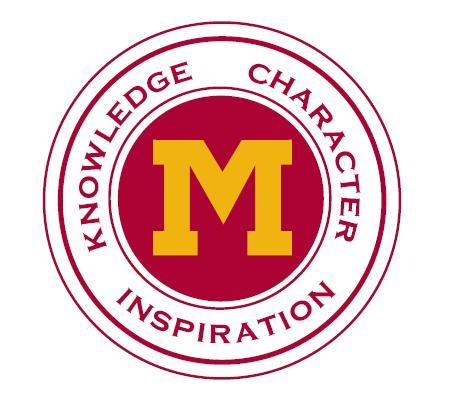 KNOWLEDGE
CHARACTER
M
INSPIRATION